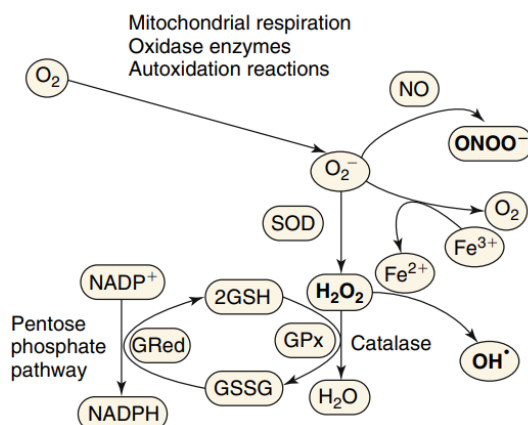 Mitochondrial respiration
Oxidase enzymes
Autoxidation reactions
O₂
NO
ONOO⁻
O₂⁻
O₂
SOD
Fe³⁺
Fe²⁺
NADP⁺
2GSH
H₂O₂
Pentose
phosphate
pathway
GRed
GPx
Catalase
OH•
GSSG
H₂O
NADPH